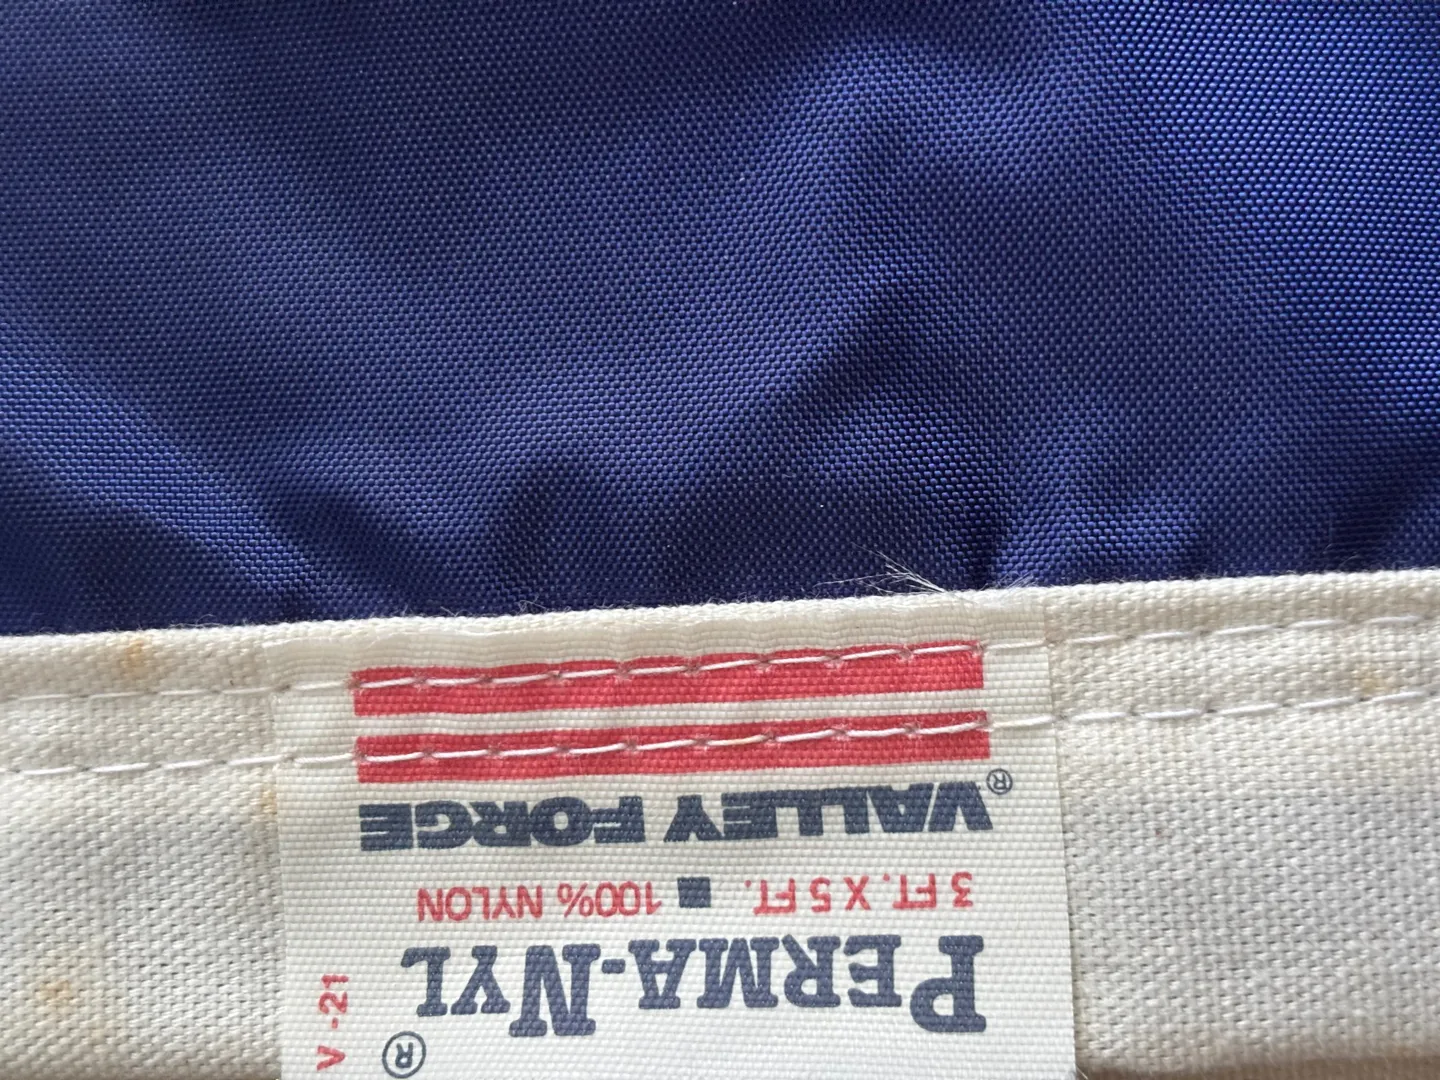 PERMA-NYL®
3 FT. X 5 FT. ■ 100% NYLON
VALLEY FORGE®
V -21